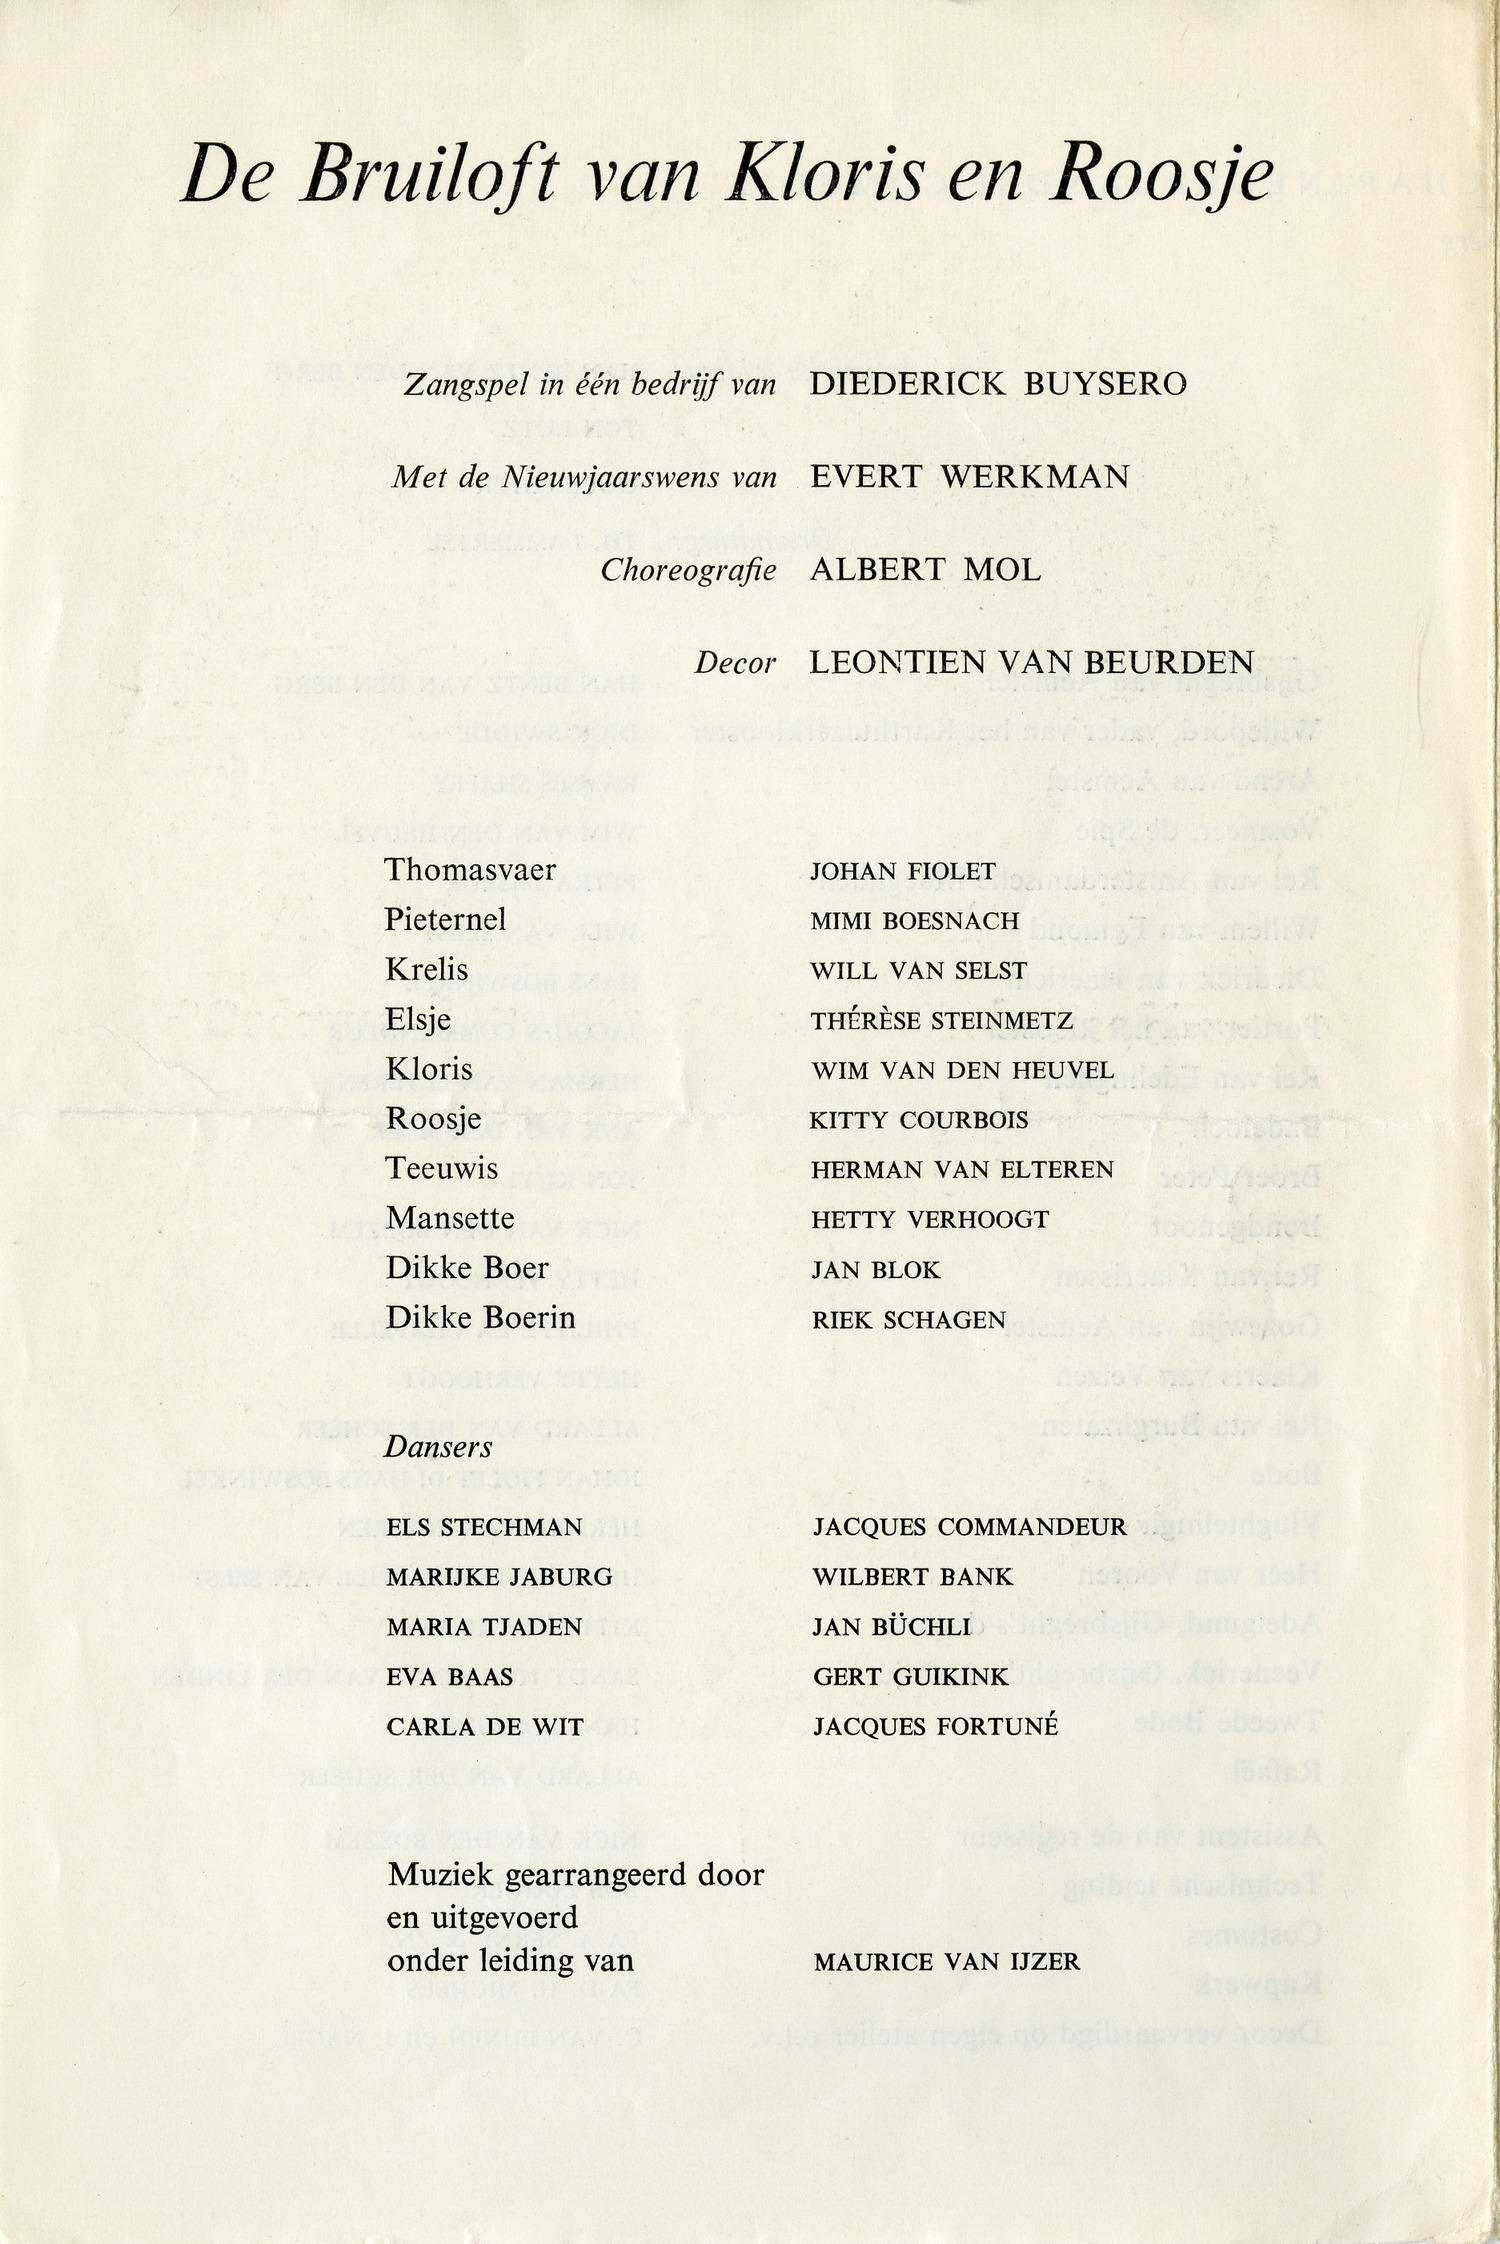 De Bruiloft van Kloris en Roosje
Zangspel in één bedrijf van DIEDERICK BUYSERO
Met de Nieuwjaarswens van EVERT WERKMAN
Choreografie ALBERT MOL
Decor LEONTIEN VAN BEURDEN
Thomasvaer JOHAN FIOLET
Pieternel MIMI BOESNACH
Krelis WILL VAN SELST
Elsje THÉRÈSE STEINMETZ
Kloris WIM VAN DEN HEUVEL
Roosje KITTY COURBOIS
Teeuwis HERMAN VAN ELTEREN
Mansette HETTY VERHOOGT
Dikke Boer JAN BLOK
Dikke Boerin RIEK SCHAGEN
Dansers
ELS STECHMAN JACQUES COMMANDEUR
MARIJKE JABURG WILBERT BANK
MARIA TJADEN JAN BÜCHLI
EVA BAAS GERT GUIKINK
CARLA DE WIT JACQUES FORTUNÉ
Muziek gearrangeerd door
en uitgevoerd
onder leiding van MAURICE VAN IJZER